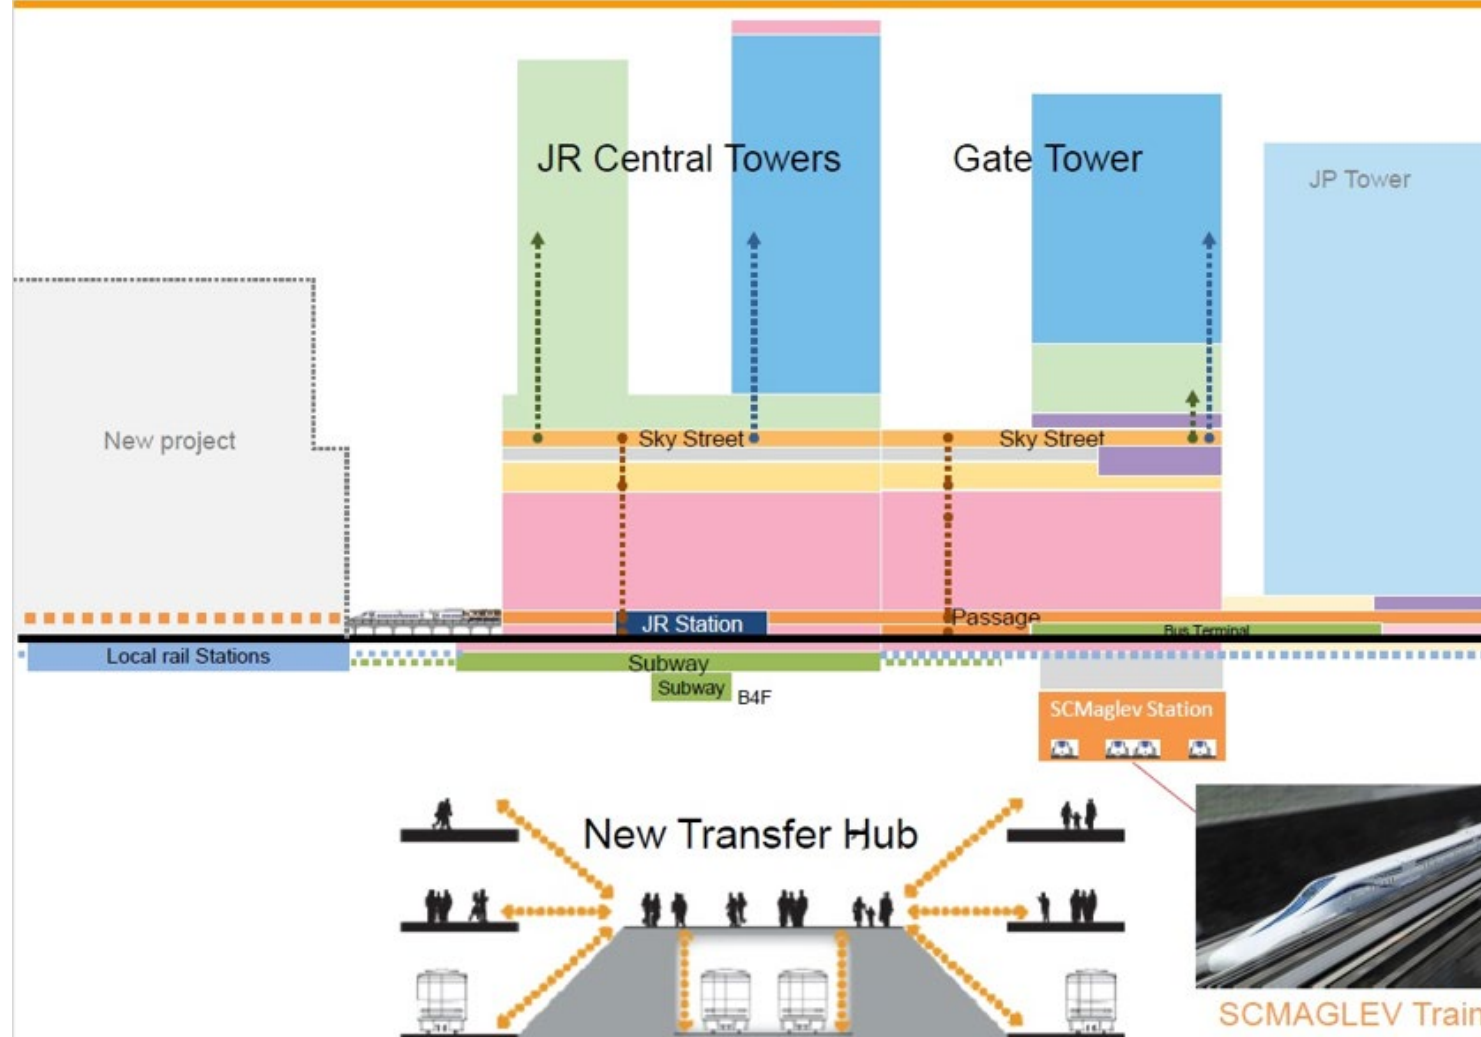 JR Central Towers
Gate Tower
JP Tower
New project
Sky Street
Sky Street
JR Station
Passage
Bus Terminal
Local rail Stations
Subway
Subway
B4F
SCMaglev Station
New Transfer Hub
SCMAGLEV Train